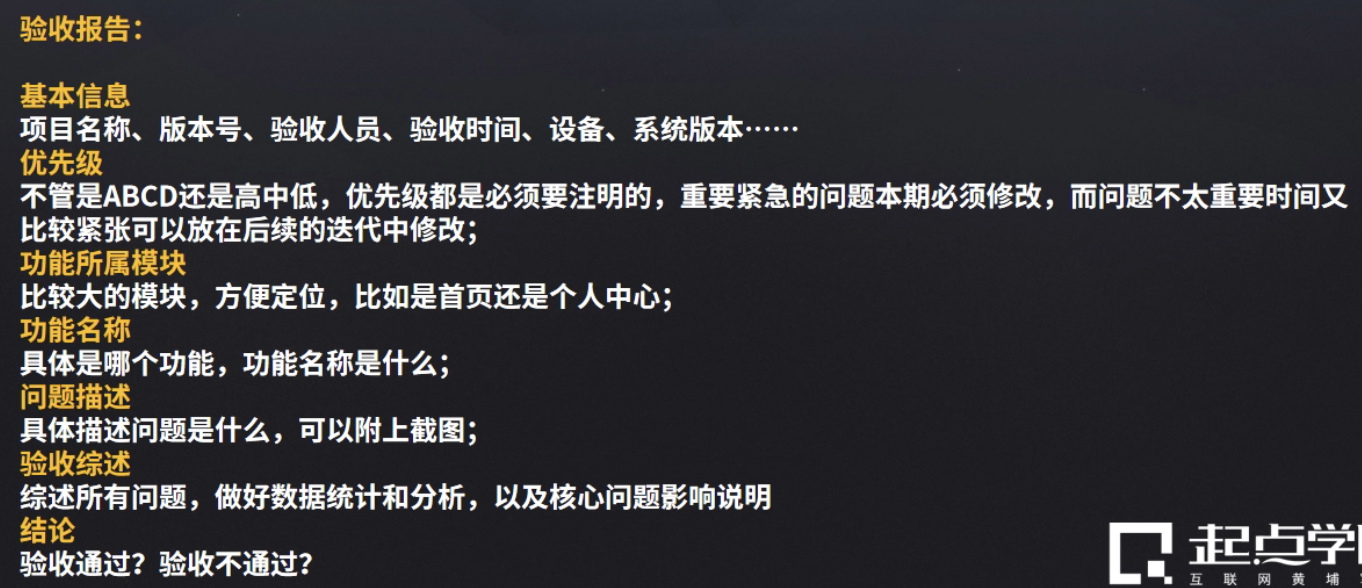 验收报告：
基本信息
项目名称、版本号、验收人员、验收时间、设备、系统版本……
优先级
不管是ABCD还是高中低，优先级都是必须要注明的，重要紧急的问题本期必须修改，而问题不太重要时间又
比较紧张可以放在后续的迭代中修改；
功能所属模块
比较大的模块，方便定位，比如是首页还是个人中心；
功能名称
具体是哪个功能，功能名称是什么；
问题描述
具体描述问题是什么，可以附上截图；
验收综述
综述所有问题，做好数据统计和分析，以及核心问题影响说明
结论
验收通过？验收不通过？
起点学
互联网黄埔